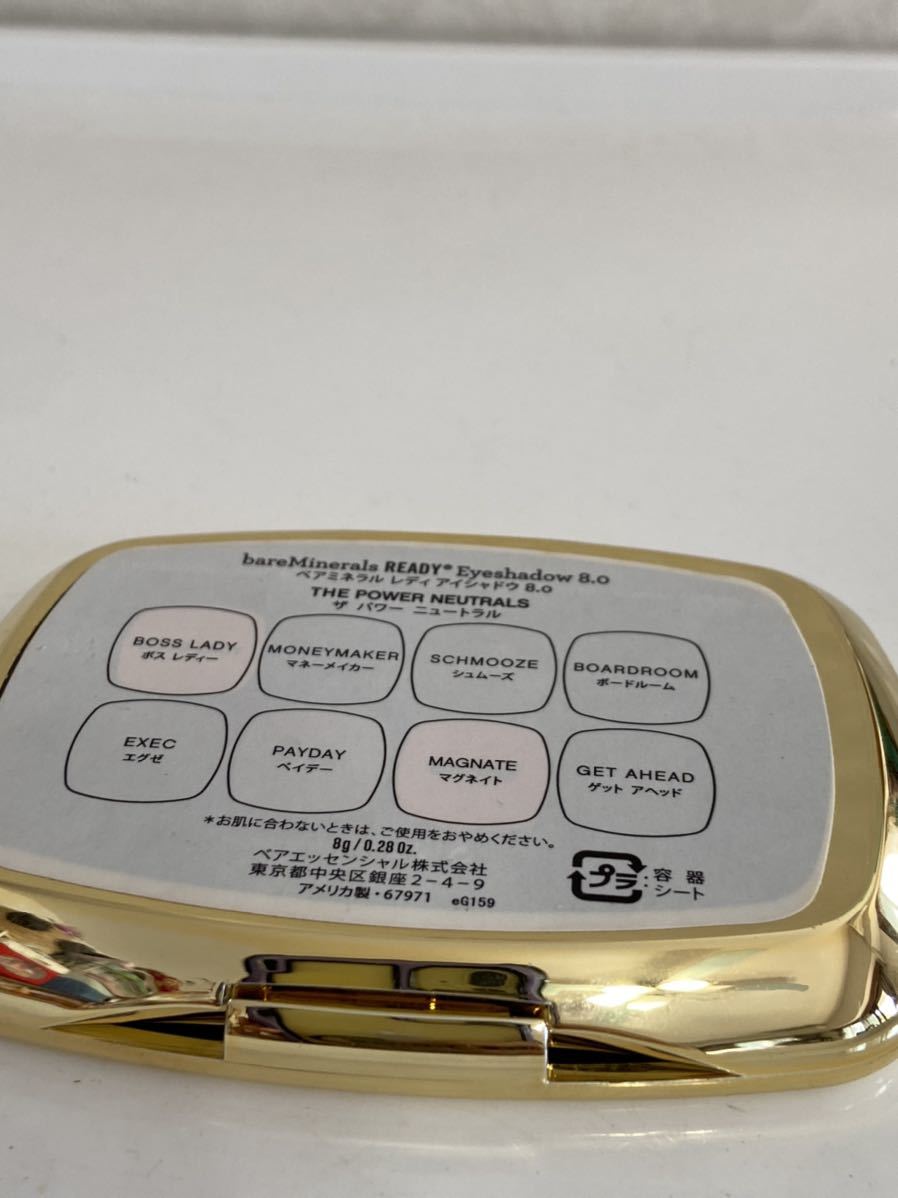 bareMinerals READY® Eyeshadow 8.0
ベアミネラル レディ アイシャドウ 8.0
THE POWER NEUTRALS
ザ パワー ニュートラル
BOSS LADY
ボス レディー
MONEYMAKER
マネーメイカー
SCHMOOZE
シュムーズ
BOARDROOM
ボードルーム
EXEC
エグゼ
PAYDAY
ペイデー
MAGNATE
マグネイト
GET AHEAD
ゲット アヘッド
*お肌に合わないときは、ご使用をおやめください。
8g/0.28 Oz.
ベアエッセンシャル株式会社
東京都中央区銀座2-4-9
アメリカ製・67971 eG159
プラ :容器
シート